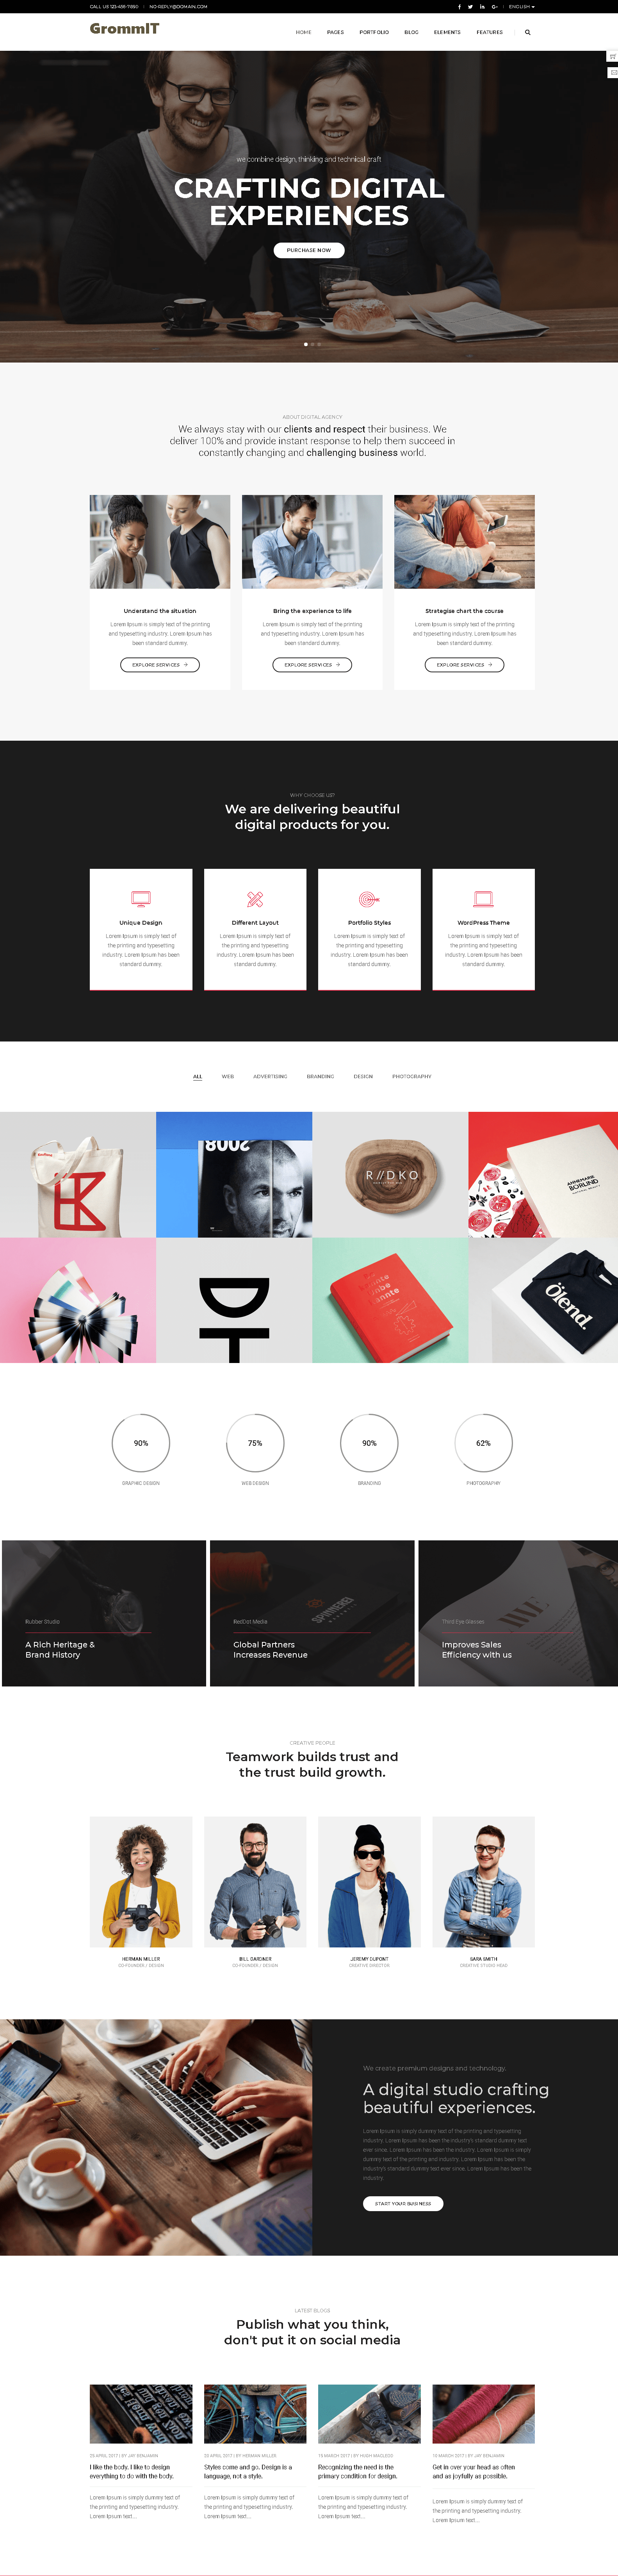 CALL US 123-456-7890
NO-REPLY@DOMAIN.COM
ENGLISH
GrommIT
HOME
PAGES
PORTFOLIO
BLOG
ELEMENTS
FEATURES
we combine design, thinking and technical craft
CRAFTING DIGITAL
EXPERIENCES
PURCHASE NOW
ABOUT DIGITAL AGENCY
We always stay with our clients and respect their business. We
deliver 100% and provide instant response to help them succeed in
constantly changing and challenging business world.
Understand the situation
Lorem Ipsum is simply text of the printing
and typesetting industry. Lorem Ipsum has
been standard dummy.
EXPLORE SERVICES
Bring the experience to life
Lorem Ipsum is simply text of the printing
and typesetting industry. Lorem Ipsum has
been standard dummy.
EXPLORE SERVICES
Strategise chart the course
Lorem Ipsum is simply text of the printing
and typesetting industry. Lorem Ipsum has
been standard dummy.
EXPLORE SERVICES
WHY CHOOSE US?
We are delivering beautiful
digital products for you.
Unique Design
Lorem Ipsum is simply text of
the printing and typesetting
industry. Lorem Ipsum has been
standard dummy.
Different Layout
Lorem Ipsum is simply text of
the printing and typesetting
industry. Lorem Ipsum has been
standard dummy.
Portfolio Styles
Lorem Ipsum is simply text of
the printing and typesetting
industry. Lorem Ipsum has been
standard dummy.
WordPress Theme
Lorem Ipsum is simply text of
the printing and typesetting
industry. Lorem Ipsum has been
standard dummy.
ALL
WEB
ADVERTISING
BRANDING
DESIGN
PHOTOGRAPHY
2008
R//DKO
ANNEMARIE
BÖRLIND
NATURAL BEAUTY
Ölend.
90%
GRAPHIC DESIGN
75%
WEB DESIGN
90%
BRANDING
62%
PHOTOGRAPHY
Rubber Studio
A Rich Heritage &
Brand History
SPINNEREI
RedDot Media
Global Partners
Increases Revenue
Third Eye Glasses
Improves Sales
Efficiency with us
CREATIVE PEOPLE
Teamwork builds trust and
the trust build growth.
HERMAN MILLER
CO FOUNDER / DESIGN
BILL GARDNER
CO FOUNDER / DESIGN
JEREMY DUPONT
CREATIVE DIRECTOR
SARA SMITH
CREATIVE STUDIO HEAD
We create premium designs and technology.
A digital studio crafting
beautiful experiences.
Lorem Ipsum is simply dummy text of the printing and typesetting
industry. Lorem Ipsum has been the industry's standard dummy text
ever since. Lorem Ipsum has been the industry. Lorem Ipsum is simply
dummy text of the printing and industry. Lorem Ipsum has been the
industry's standard dummy text ever since. Lorem Ipsum has been the
industry.
START YOUR BUSINESS
LATEST BLOGS
Publish what you think,
don't put it on social media
25 APRIL 2017 | BY JAY BENJAMIN
I like the body. I like to design
everything to do with the body.
Lorem Ipsum is simply dummy text of
the printing and typesetting industry.
Lorem Ipsum text...
20 APRIL 2017 | BY HERMAN MILLER
Styles come and go. Design is a
language, not a style.
Lorem Ipsum is simply dummy text of
the printing and typesetting industry.
Lorem Ipsum text...
15 MARCH 2017 | BY HUGH MACLEOD
Recognizing the need is the
primary condition for design.
Lorem Ipsum is simply dummy text of
the printing and typesetting industry.
Lorem Ipsum text...
10 MARCH 2017 | BY JAY BENJAMIN
Get in over your head as often
and as joyfully as possible.
Lorem Ipsum is simply dummy text of
the printing and typesetting industry.
Lorem Ipsum text...